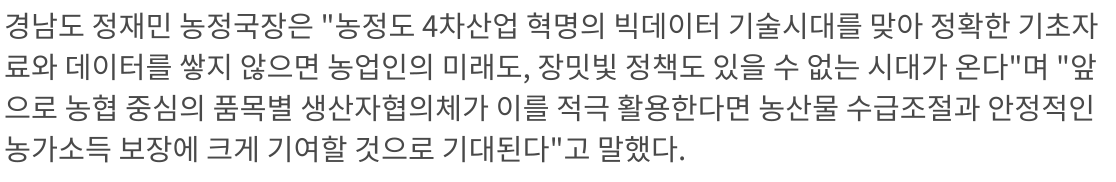 경남도 정재민 농정국장은 "농정도 4차산업 혁명의 빅데이터 기술시대를 맞아 정확한 기초자
료와 데이터를 쌓지 않으면 농업인의 미래도, 장밋빛 정책도 있을 수 없는 시대가 온다"며 "앞
으로 농협 중심의 품목별 생산자협의체가 이를 적극 활용한다면 농산물 수급조절과 안정적인
농가소득 보장에 크게 기여할 것으로 기대된다"고 말했다.